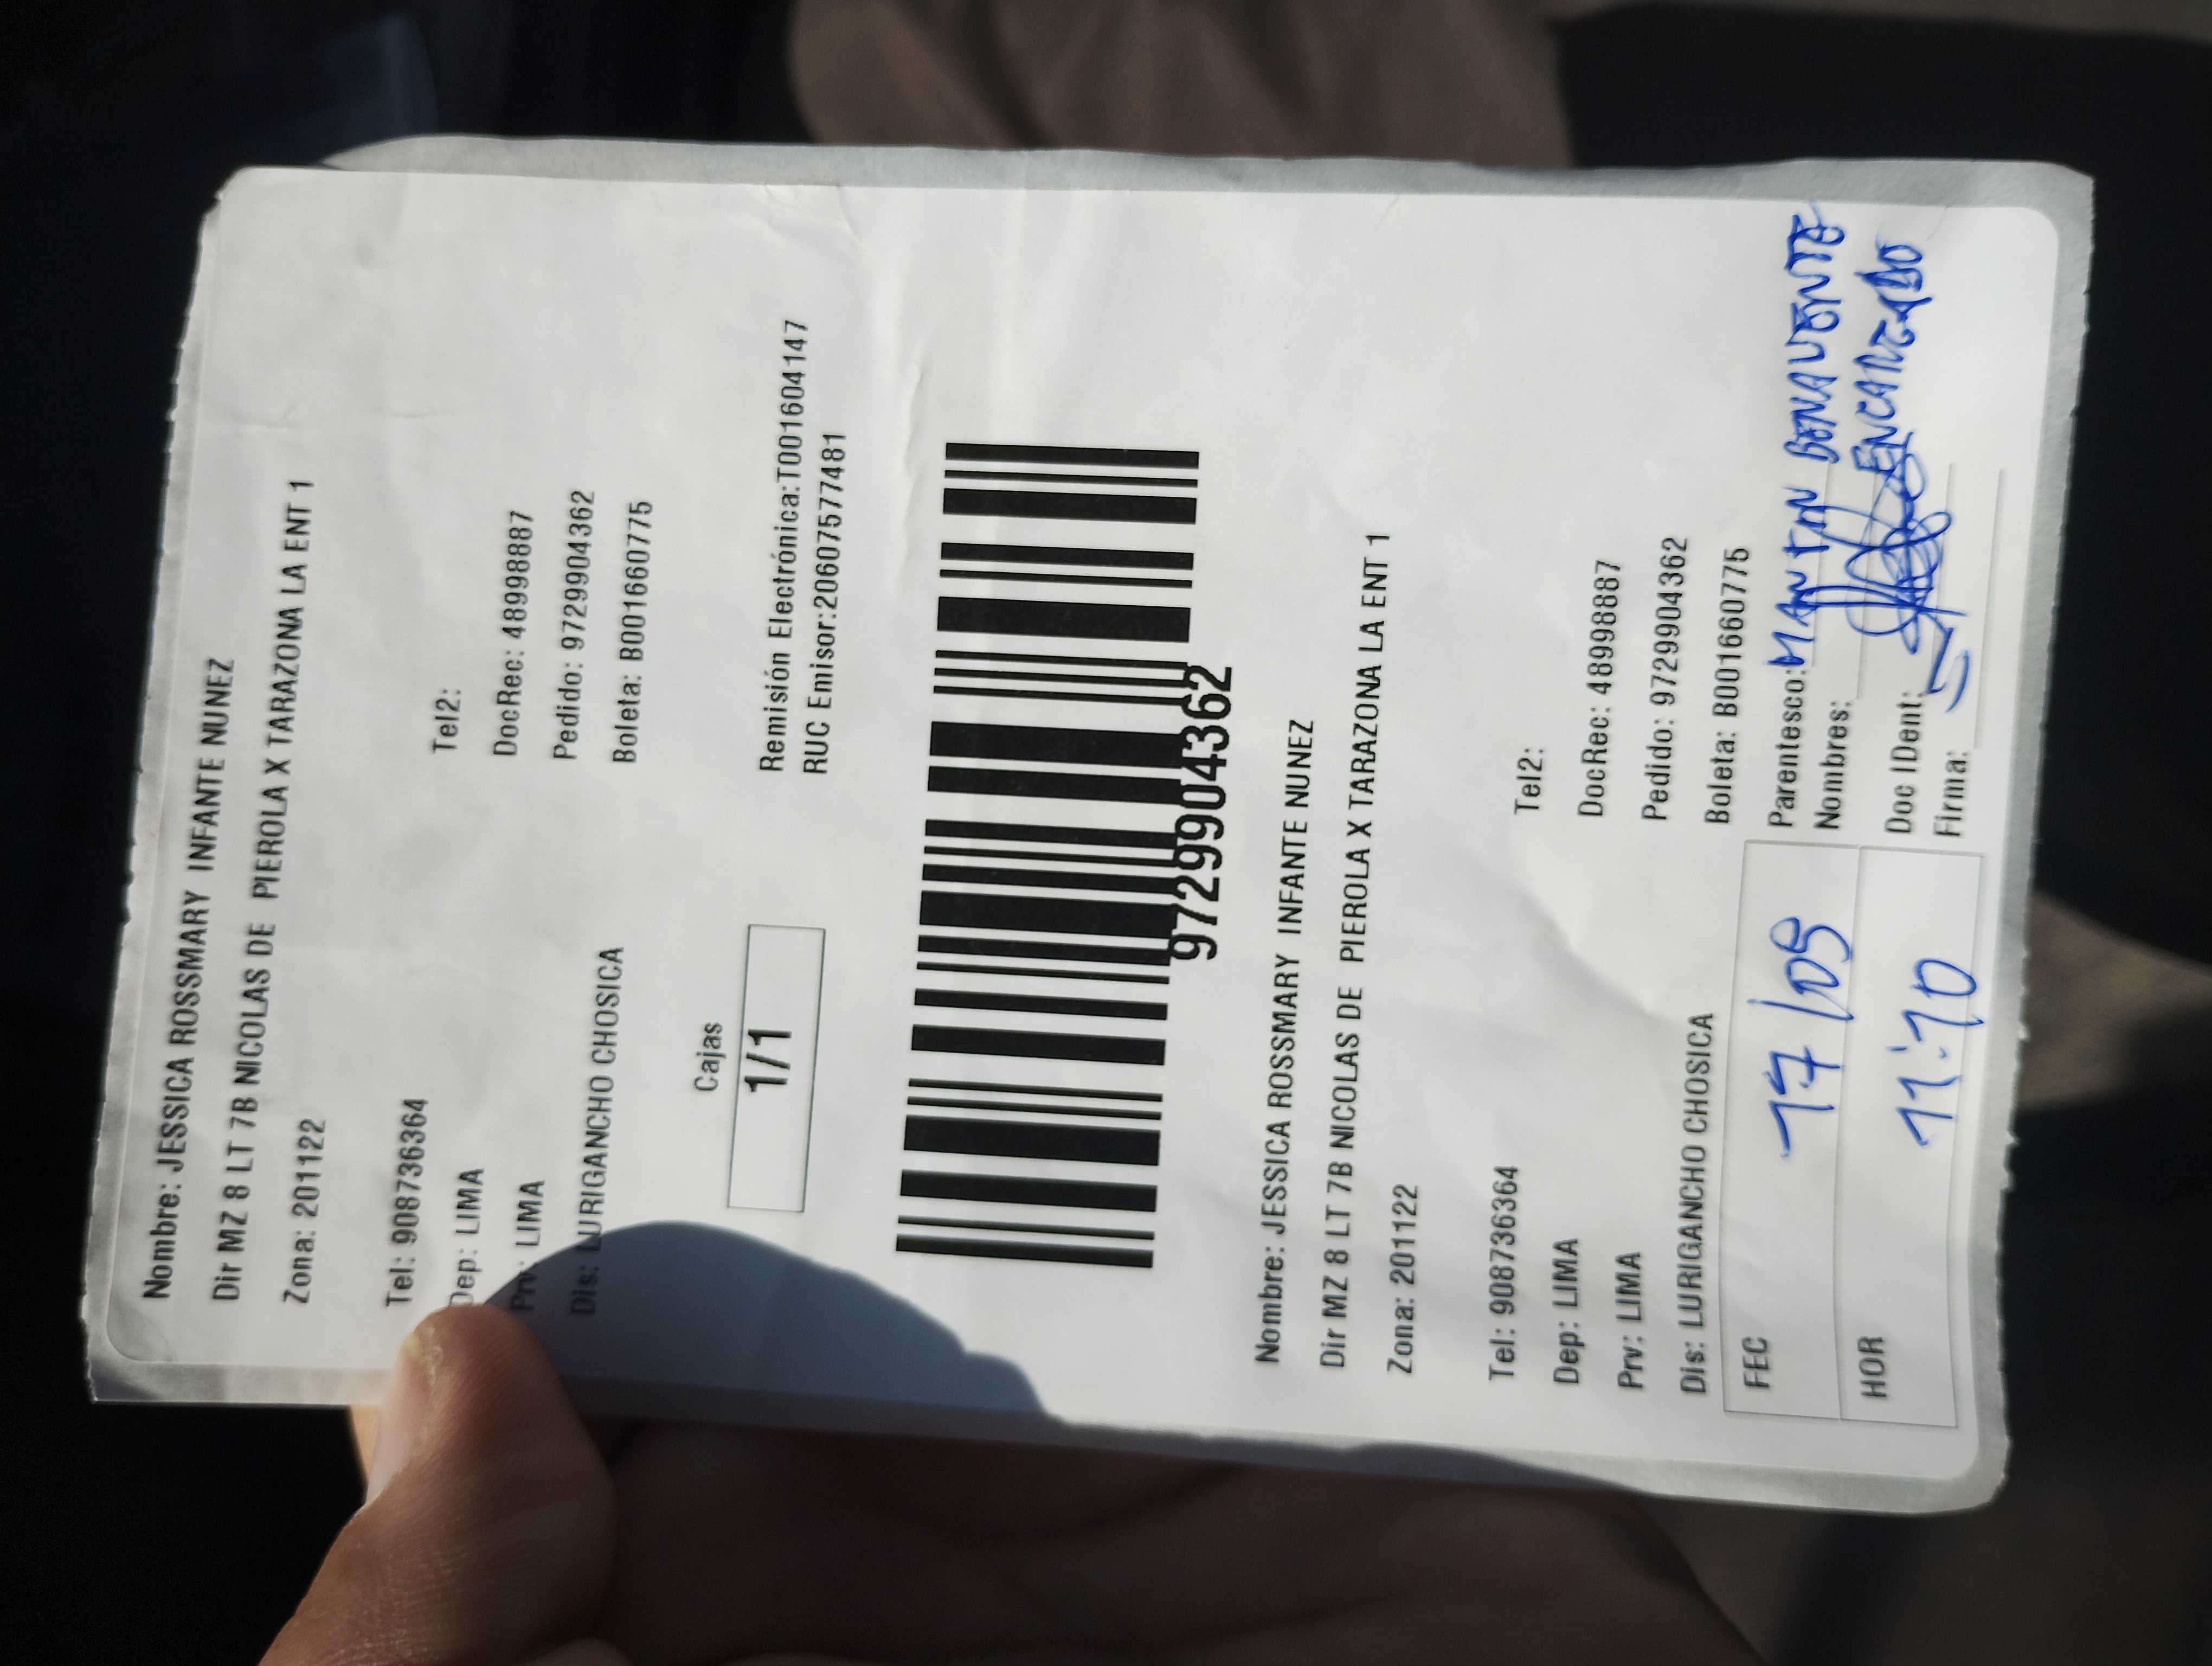 Nombre: JESSICA ROSSMARY INFANTE NUNEZ
Dir MZ 8 LT 7B NICOLAS DE PIEROLA X TARAZONA LA ENT 1
Zona: 201122
Tel: 908736364 Tel2:
Dep: LIMA DocRec: 48998887
Prv: LIMA Pedido: 9729904362
Dis: LURIGANCHO CHOSICA Boleta: B001660775
Cajas
1/1
Remisión Electrónica:T001604147
RUC Emisor:20607577481
9729904362
Nombre: JESSICA ROSSMARY INFANTE NUNEZ
Dir MZ 8 LT 7B NICOLAS DE PIEROLA X TARAZONA LA ENT 1
Zona: 201122
Tel: 908736364 Tel2:
Dep: LIMA DocRec: 48998887
Prv: LIMA Pedido: 9729904362
Dis: LURIGANCHO CHOSICA Boleta: B001660775
FEC 17/05 Parentesco: MARTIN BENAVENTE
Nombres: ENCARGADO
HOR 11:10 Doc IDent:
Firma: